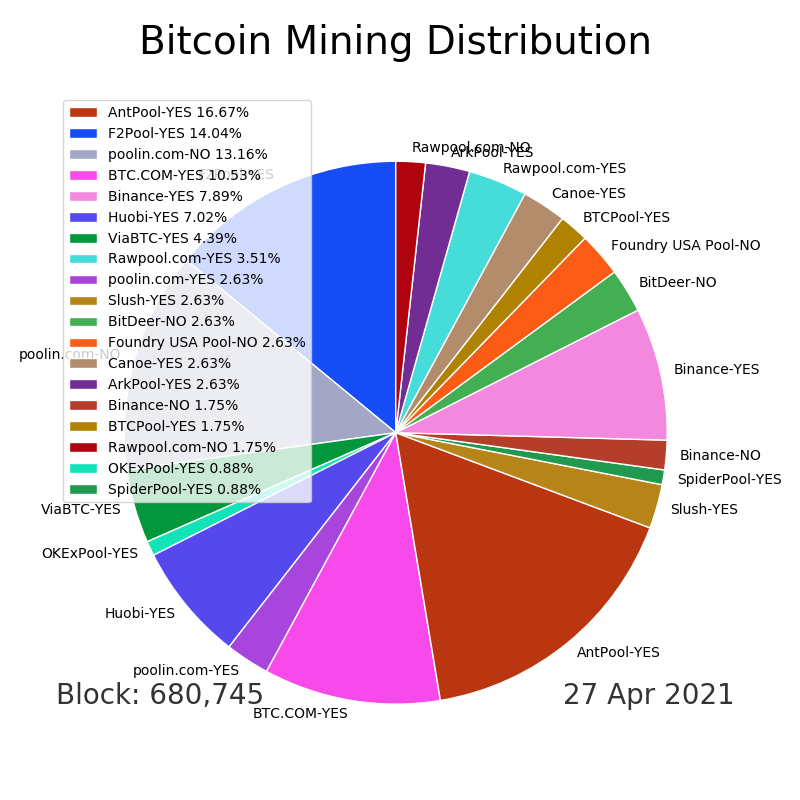 Bitcoin Mining Distribution
AntPool-YES 16.67%
F2Pool-YES 14.04%
poolin.com-NO 13.16%
BTC.COM-YES 10.53%
Binance-YES 7.89%
Huobi-YES 7.02%
ViaBTC-YES 4.39%
Rawpool.com-YES 3.51%
poolin.com-YES 2.63%
Slush-YES 2.63%
BitDeer-NO 2.63%
Foundry USA Pool-NO 2.63%
Canoe-YES 2.63%
ArkPool-YES 2.63%
Binance-NO 1.75%
BTCPool-YES 1.75%
Rawpool.com-NO 1.75%
OKExPool-YES 0.88%
SpiderPool-YES 0.88%
Rawpool.com-NO
ArkPool-YES
Rawpool.com-YES
Canoe-YES
BTCPool-YES
Foundry USA Pool-NO
BitDeer-NO
Binance-YES
Binance-NO
SpiderPool-YES
Slush-YES
AntPool-YES
BTC.COM-YES
poolin.com-YES
Huobi-YES
OKExPool-YES
ViaBTC-YES
poolin.com-NO
Block: 680,745
27 Apr 2021